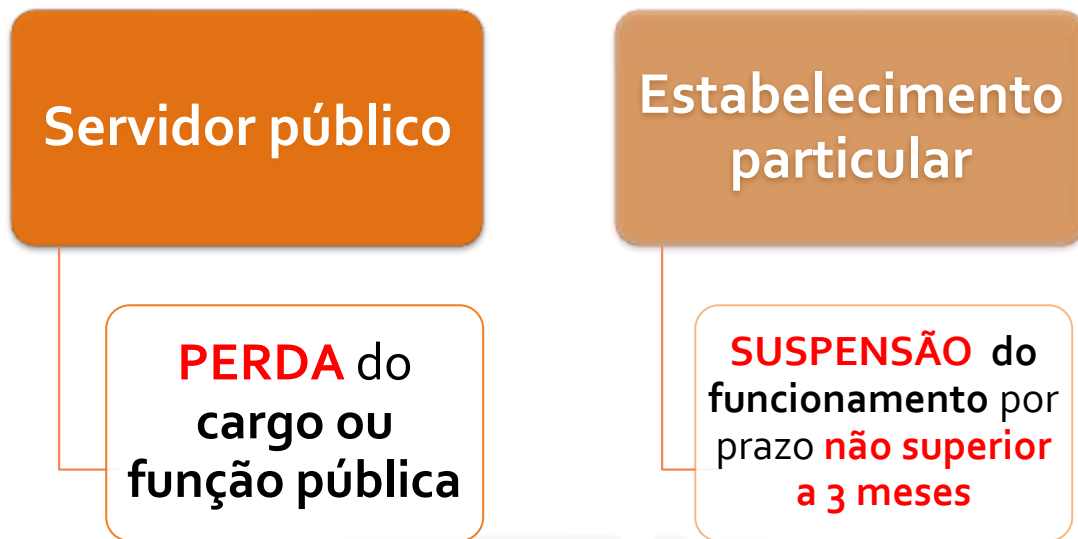 Servidor público
PERDA do
cargo ou
função pública
Estabelecimento
particular
SUSPENSÃO do
funcionamento por
prazo não superior
a 3 meses